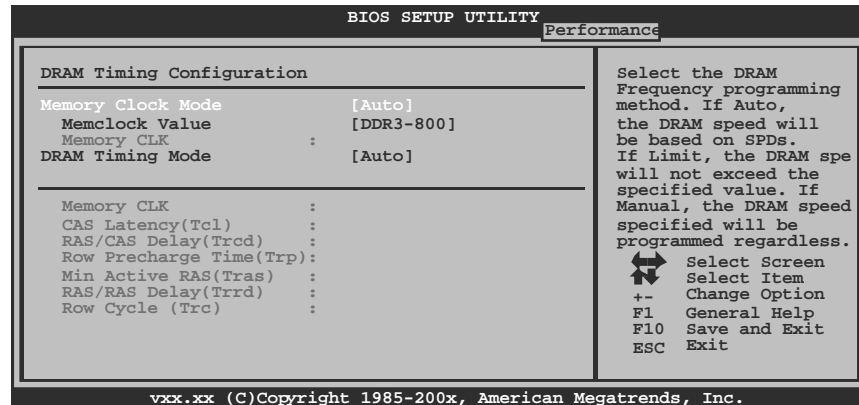 BIOS SETUP UTILITY
Performance
DRAM Timing Configuration
Memory Clock Mode [Auto]
Memclock Value [DDR3-800]
Memory CLK :
DRAM Timing Mode [Auto]
Memory CLK :
CAS Latency(Tcl) :
RAS/CAS Delay(Trcd) :
Row Precharge Time(Trp):
Min Active RAS(Tras) :
RAS/RAS Delay(Trrd) :
Row Cycle (Trc) :
Select the DRAM
Frequency programming
method. If Auto,
the DRAM speed will
be based on SPDs.
If Limit, the DRAM spe
will not exceed the
specified value. If
Manual, the DRAM speed
specified will be
programmed regardless.
Select Screen
Select Item
+- Change Option
F1 General Help
F10 Save and Exit
ESC Exit
vxx.xx (C)Copyright 1985-200x, American Megatrends, Inc.